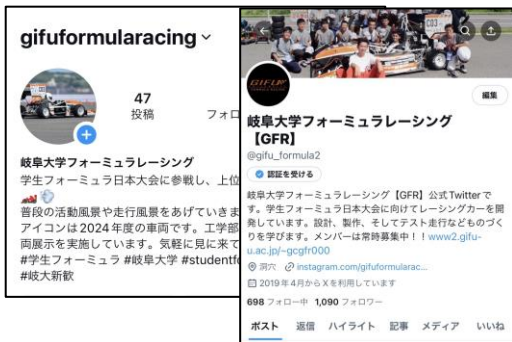 gifuformularacing
47
投稿
フォロ
岐阜大学フォーミュラレーシング
学生フォーミュラ日本大会に参戦し、上位
普段の活動風景や走行風景をあげていきま
アイコンは2024年度の車両です。工学部
両展示を実施しています。気軽に見に来て
#学生フォーミュラ #岐阜大学 #studentfo
#岐大新歓
GIFU
編集
岐阜大学フォーミュラレーシング
【GFR】
@gifu_formula2
認証を受ける
岐阜大学フォーミュラレーシング【GFR】公式Twitterで
す。学生フォーミュラ日本大会に向けてレーシングカーを開
発しています。設計、製作、そしてテスト走行などものづく
りを学びます。メンバーは常時募集中！！www2.gifu-
u.ac.jp/~gcgfr000
洞穴 instagram.com/gifuformularac...
2019年4月からXを利用しています
698 フォロー中 1,090 フォロワー
ポスト 返信 ハイライト 記事 メディア いいね